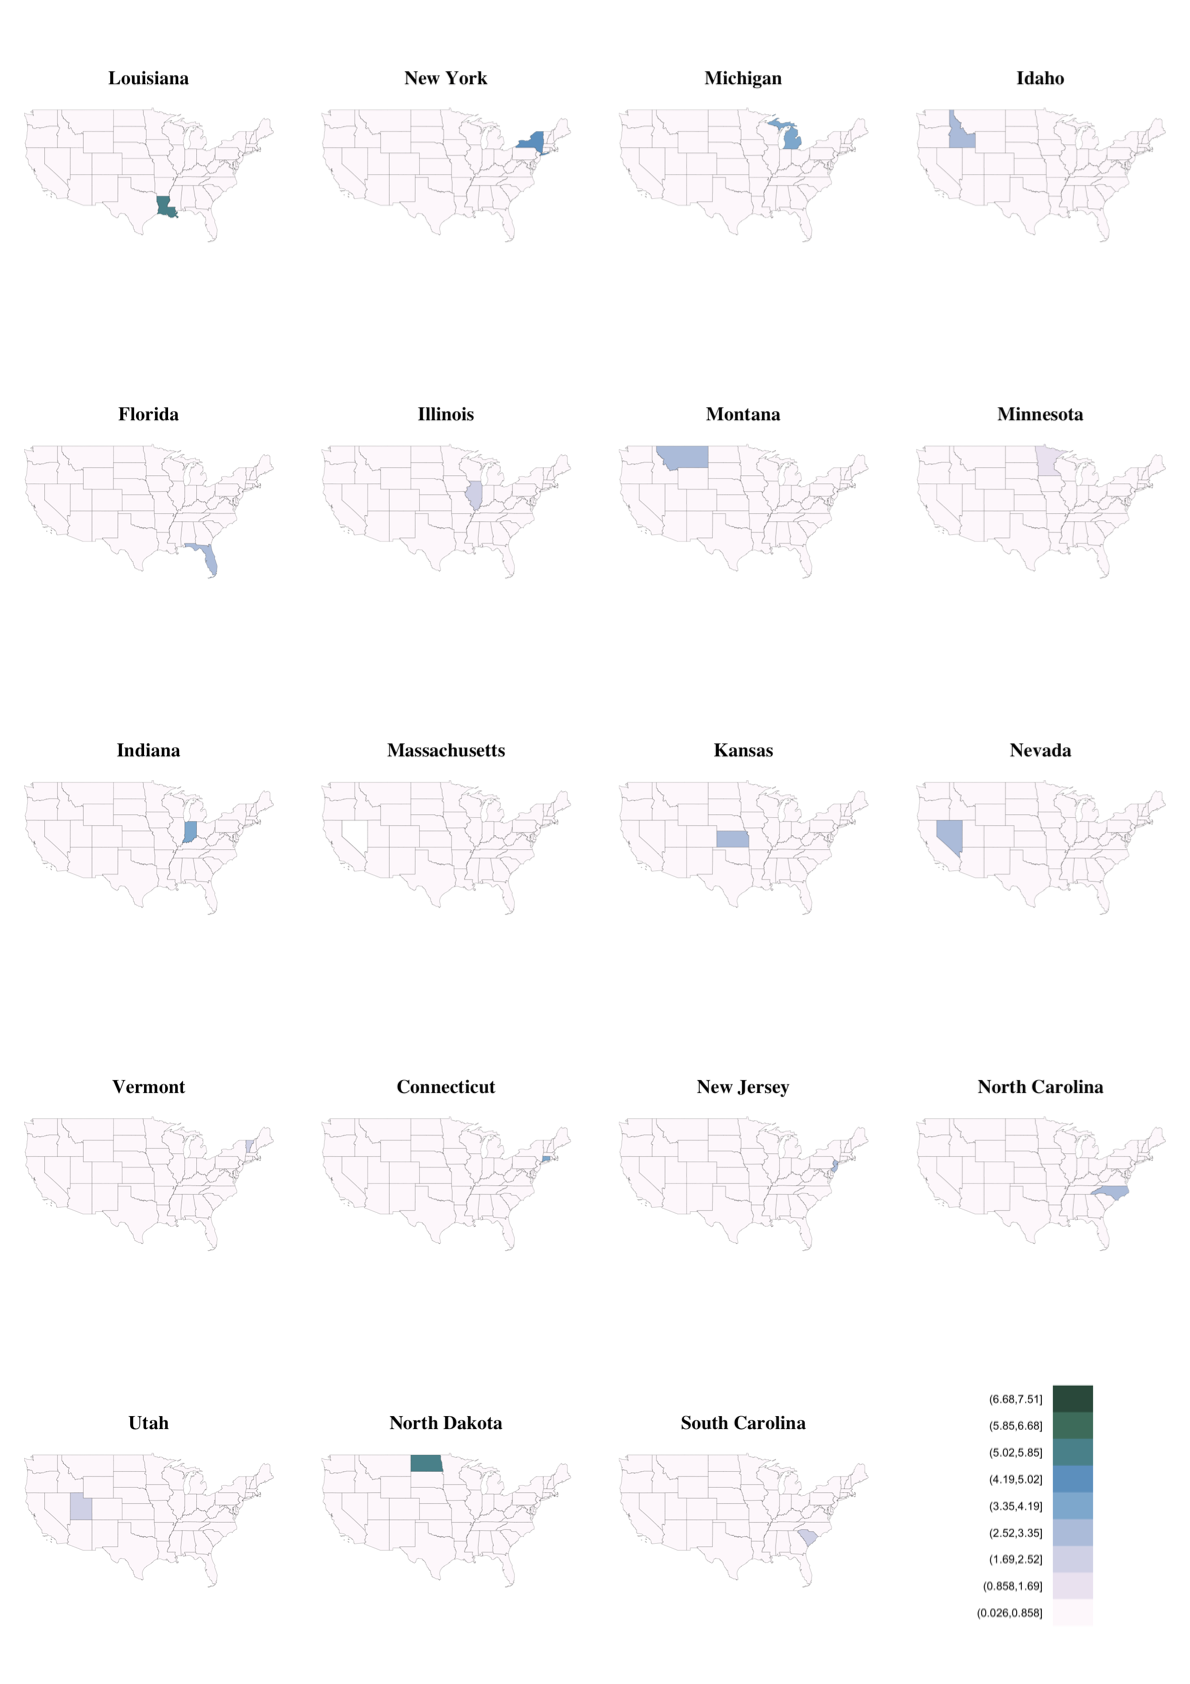 Louisiana
New York
Michigan
Idaho
Florida
Illinois
Montana
Minnesota
Indiana
Massachusetts
Kansas
Nevada
Vermont
Connecticut
New Jersey
North Carolina
Utah
North Dakota
South Carolina
(6.68,7.51]
(5.85,6.68]
(5.02,5.85]
(4.19,5.02]
(3.35,4.19]
(2.52,3.35]
(1.69,2.52]
(0.858,1.69]
(0.026,0.858]